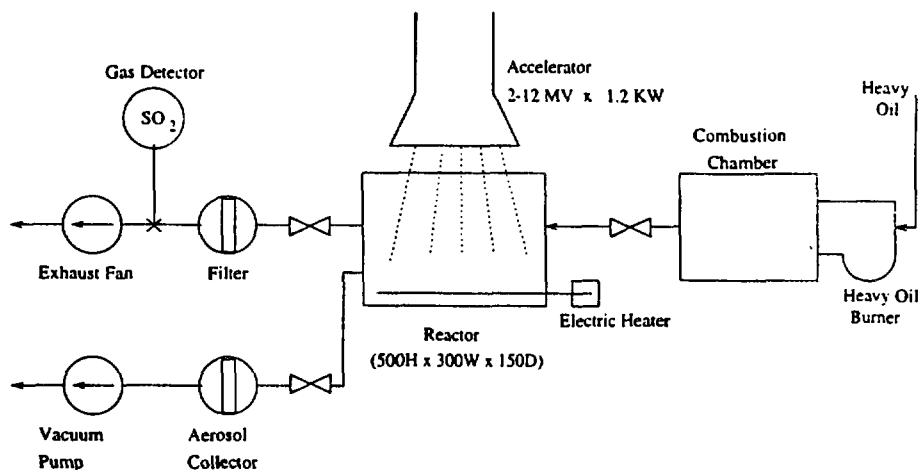 Gas Detector
SO2
Accelerator
2-12 MV x 1.2 KW
Heavy
Oil
Combustion
Chamber
Exhaust Fan
Filter
Electric Heater
Heavy Oil
Burner
Reactor
(500H x 300W x 150D)
Vacuum
Pump
Aerosol
Collector